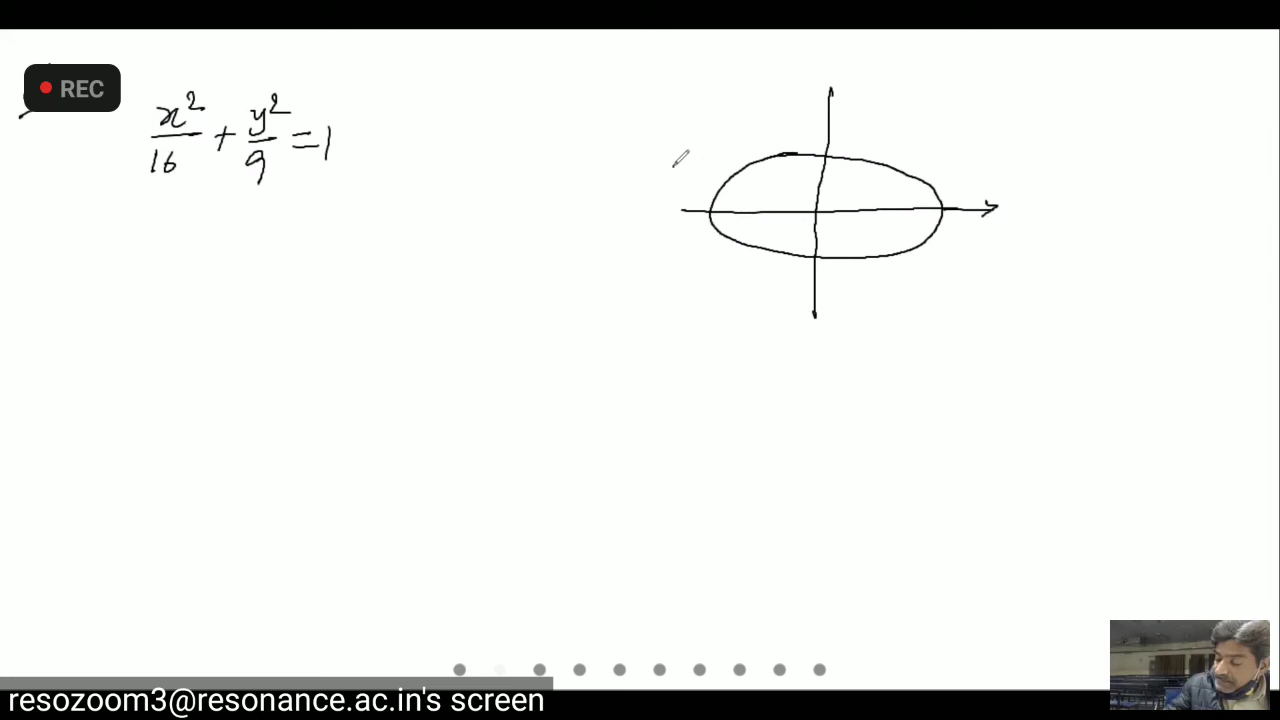 REC
x²/16 + y²/9 = 1
resozoom3@resonance.ac.in's screen